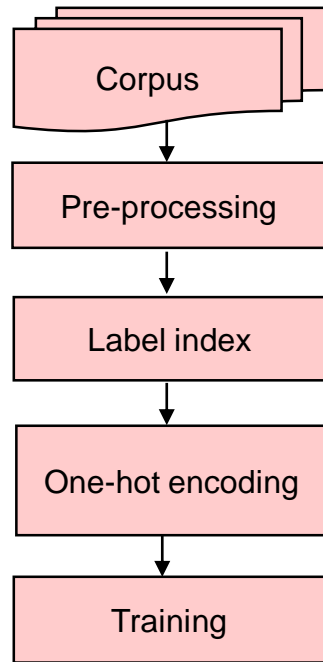 Corpus
Pre-processing
Label index
One-hot encoding
Training